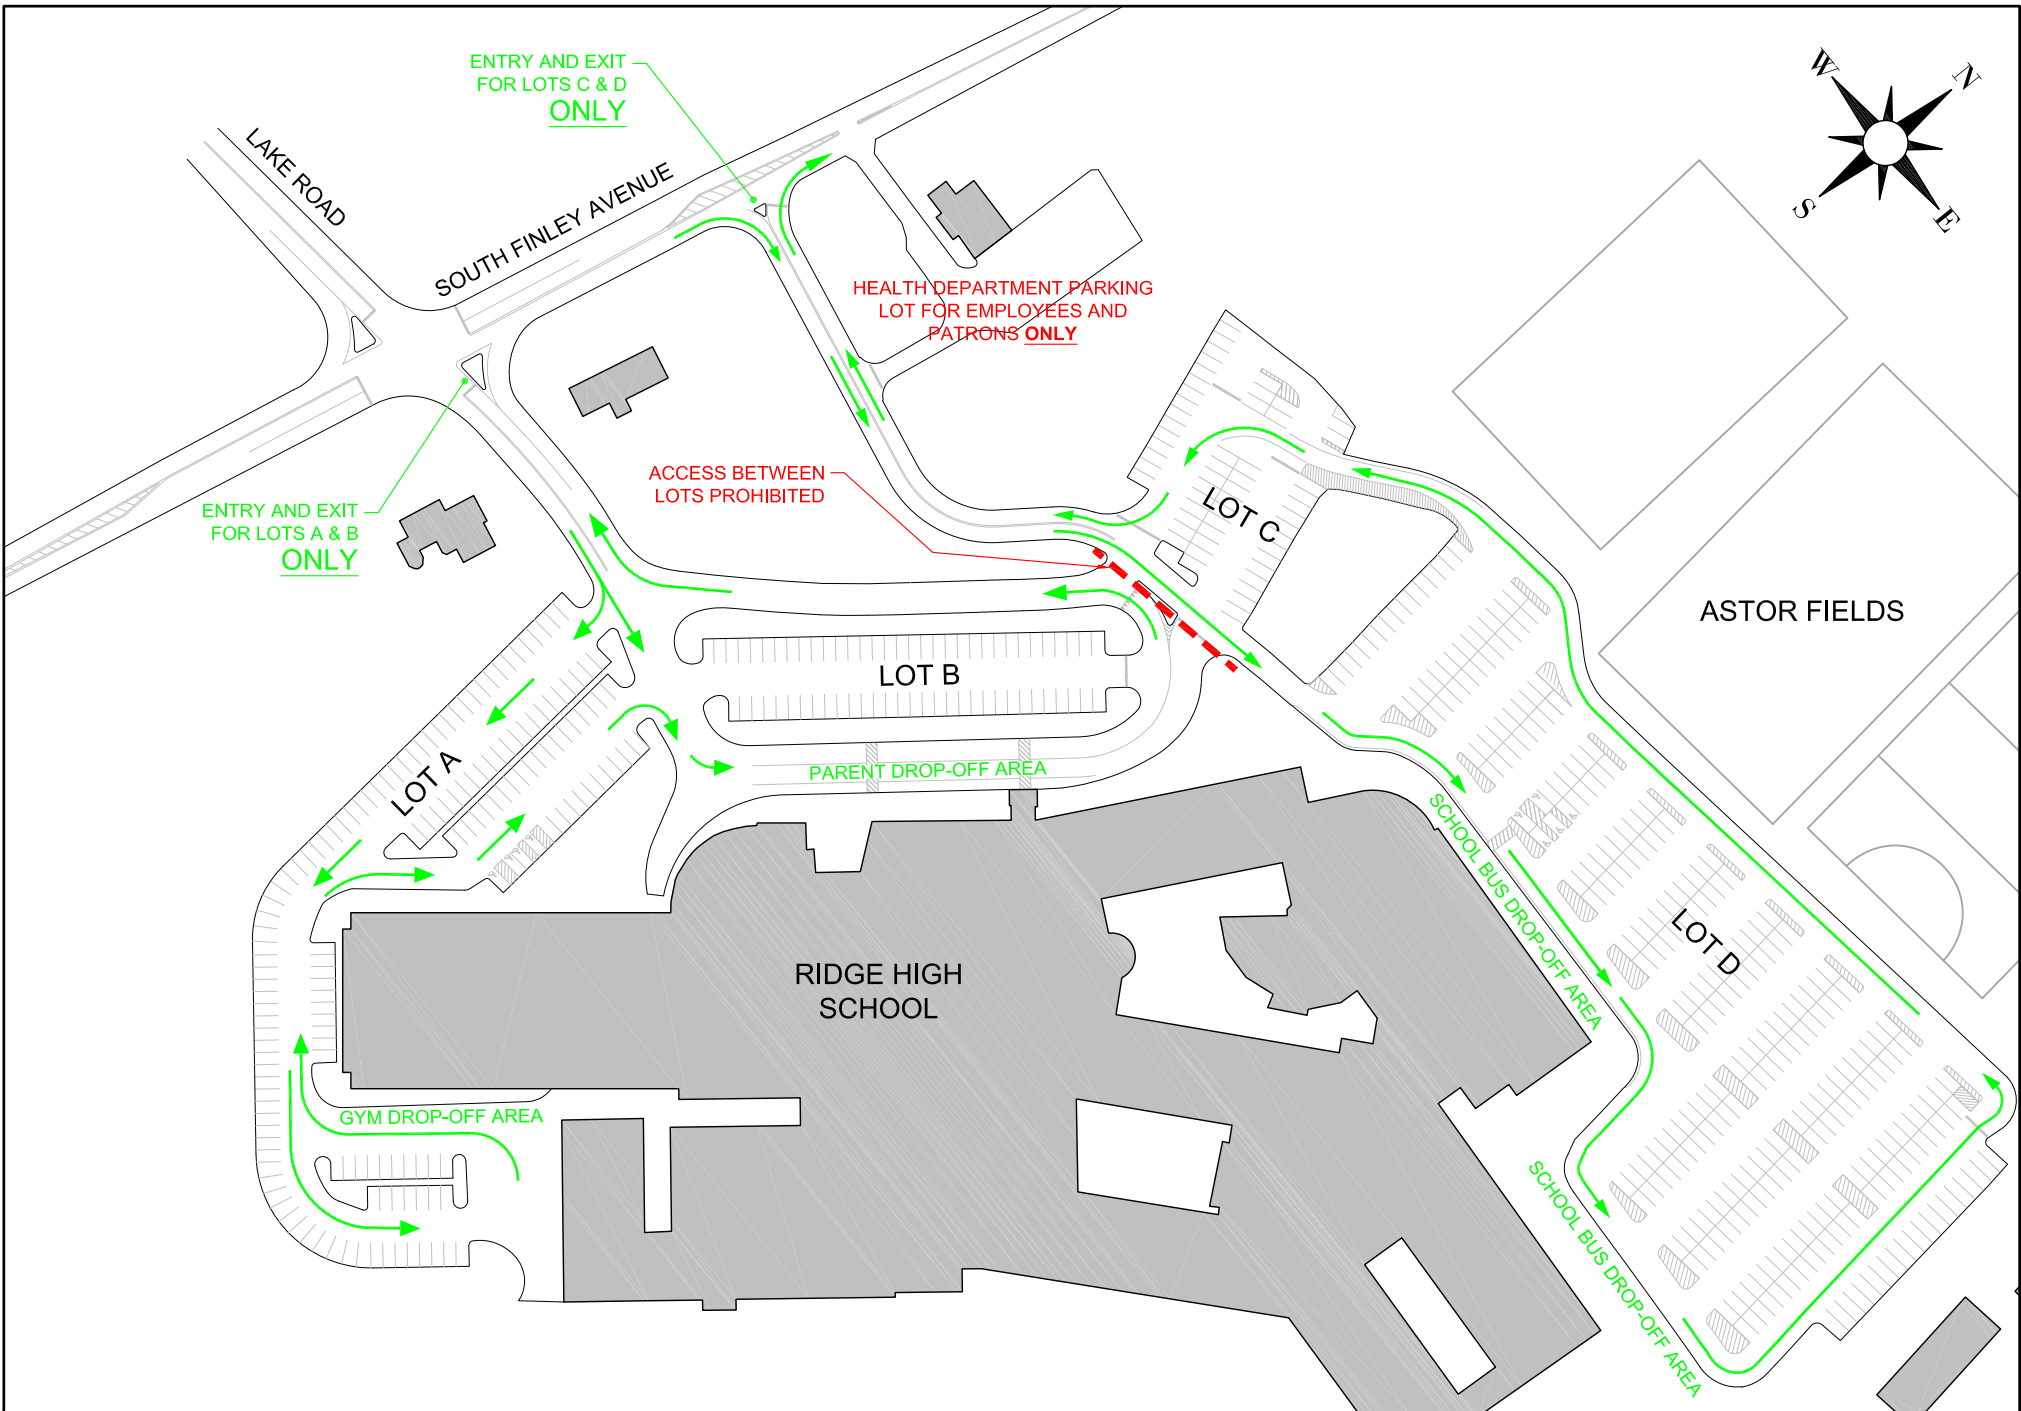 ENTRY AND EXIT
FOR LOTS C & D
ONLY
W
N
S
E
LAKE ROAD
SOUTH FINLEY AVENUE
HEALTH DEPARTMENT PARKING
LOT FOR EMPLOYEES AND
PATRONS ONLY
ACCESS BETWEEN
LOTS PROHIBITED
ENTRY AND EXIT
FOR LOTS A & B
ONLY
LOT C
ASTOR FIELDS
LOT B
LOT A
PARENT DROP-OFF AREA
SCHOOL BUS DROP-OFF AREA
LOT D
RIDGE HIGH
SCHOOL
GYM DROP-OFF AREA
SCHOOL BUS DROP-OFF AREA